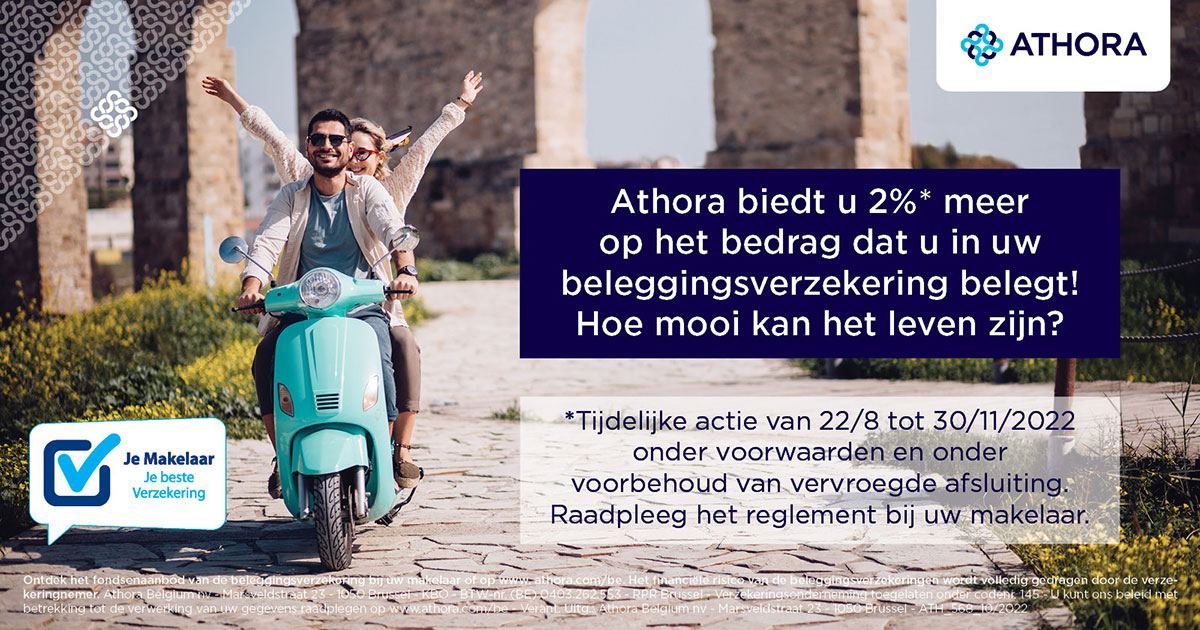 ATHORA
Athora biedt u 2%* meer
op het bedrag dat u in uw
beleggingsverzekering belegt!
Hoe mooi kan het leven zijn?
*Tijdelijke actie van 22/8 tot 30/11/2022
onder voorwaarden en onder
voorbehoud van vervroegde afsluiting.
Raadpleeg het reglement bij uw makelaar.
Je Makelaar
Je beste
Verzekering
Ontdek het fondsenaanbod van de beleggingsverzekering bij uw makelaar of op www. athora.com/be. Het financiële risico van de beleggingsverzekeringen wordt volledig gedragen door de verze-
keringnemer. Athora Belgium nv - Marsveldstraat 23 - 1050 Brussel - KBO - BTW-nr. (BE) 0403.262.553 - RPR Brussel - Verzekeringsonderneming toegelaten onder codenr. 145 - U kunt ons beleid met
betrekking tot de verwerking van uw gegevens raadplegen op www.athora.com/be - Verant. Uitg.: Athora Belgium nv - Marsveldstraat 23 - 1050 Brussel - ATH_568_10/2022